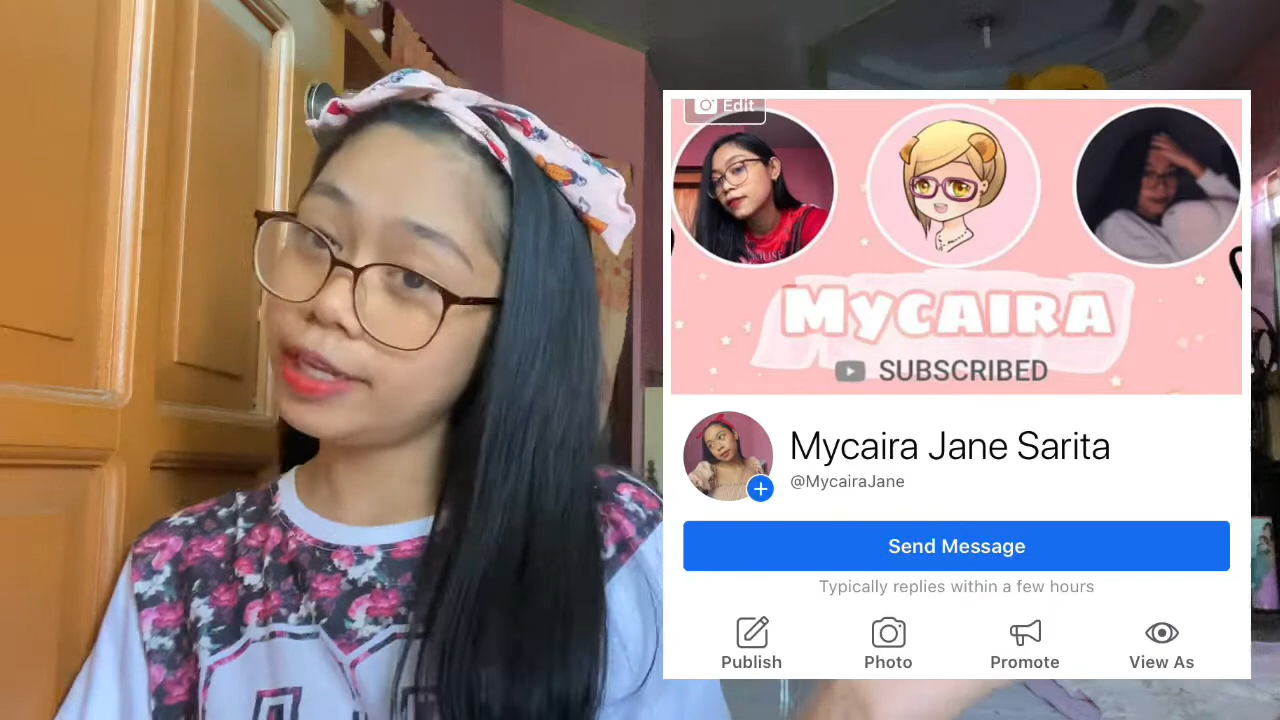 Edit
MOUSE
MYCAIRA
SUBSCRIBED
Mycaira Jane Sarita
@MycairaJane
Send Message
Typically replies within a few hours
Publish
Photo
Promote
View As